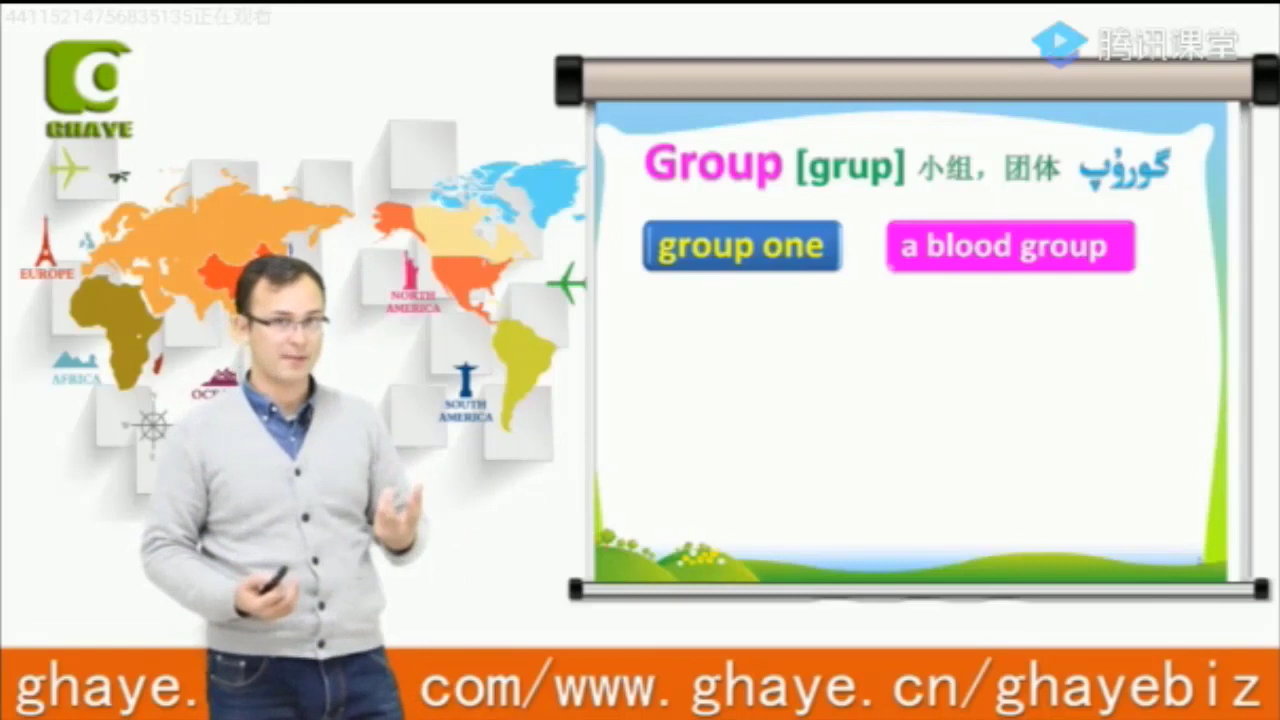 44115214756835135正在观看
腾讯课堂
GHAYE
Group [grup] 小组，团体 گورۇپ
group one
a blood group
EUROPE
NORTH
AMERICA
AFRICA
SOUTH
AMERICA
ghaye.com/www.ghaye.cn/ghayebiz